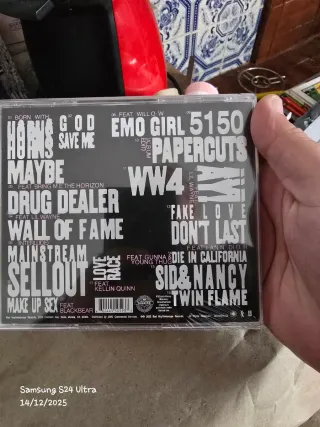 BORN WITH
HORNS
GOD
SAVE ME
MAYBE
FEAT. BRING ME THE HORIZON
DRUG DEALER
FEAT. LIL WAYNE
WALL OF FAME
MAINSTREAM
SELLOUT
MAKE UP SEX
FEAT.
BLACKBEAR
LOVE
RACE
FEAT.
KELLIN QUINN
FEAT. WILLOW
EMO GIRL
5150
PAPERCUTS
WW4
AY!
FAKE LOVE
DON'T LAST
FEAT. GUNNA &
YOUNG THUG
DIE IN CALIFORNIA
SID & NANCY
TWIN FLAME
Samsung S24 Ultra
14/12/2025